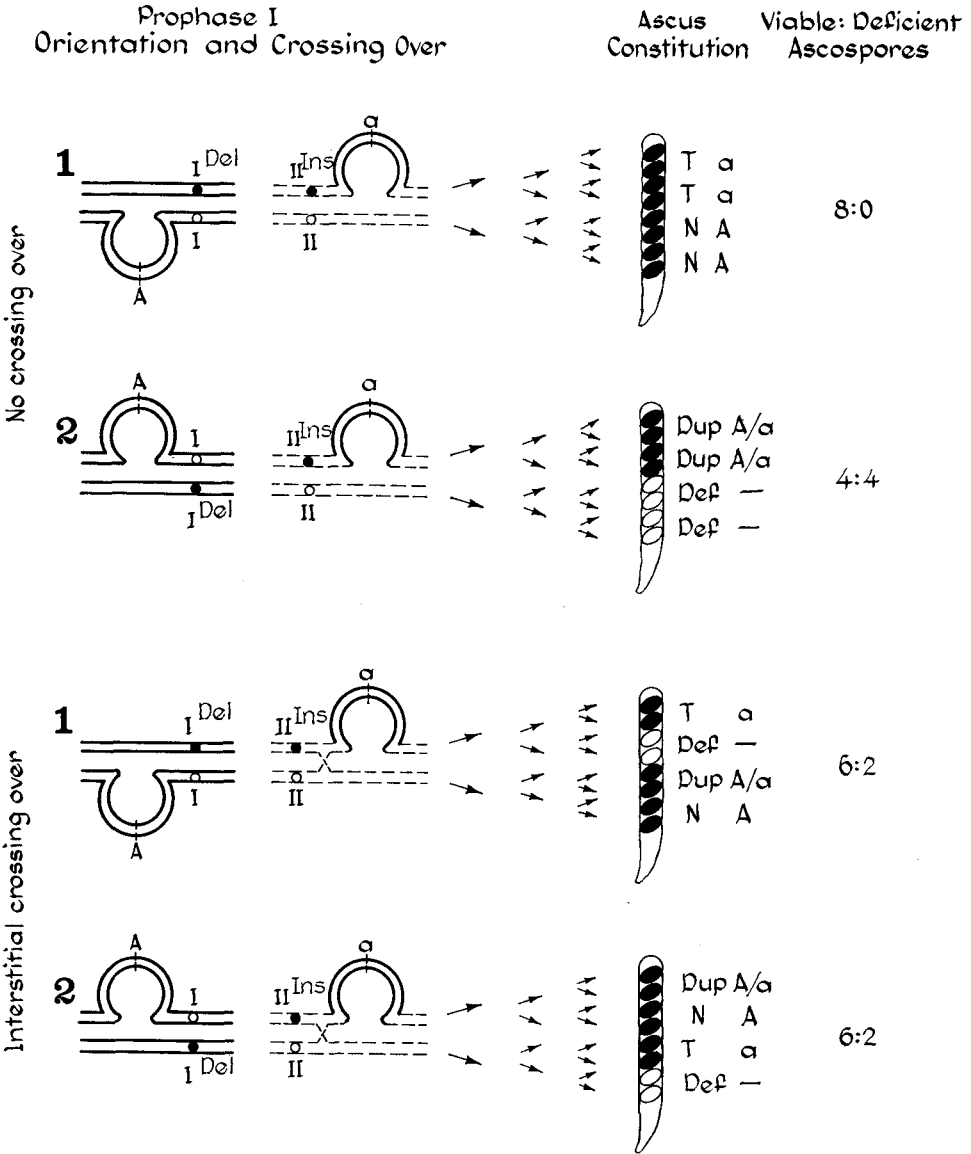 Prophase I
Orientation and Crossing Over
Ascus
Constitution
Viable: Deficient
Ascospores
No crossing over
1
I Del
I
A
II Ins
a
II
T a
T a
N A
N A
8:0
2
A
I
I Del
II Ins
a
II
Dup A/a
Dup A/a
Def —
Def —
4:4
Interstitial crossing over
1
I Del
I
A
II Ins
a
II
T a
Def —
Dup A/a
N A
6:2
2
A
I
I Del
II Ins
a
II
Dup A/a
N A
T a
Def —
6:2